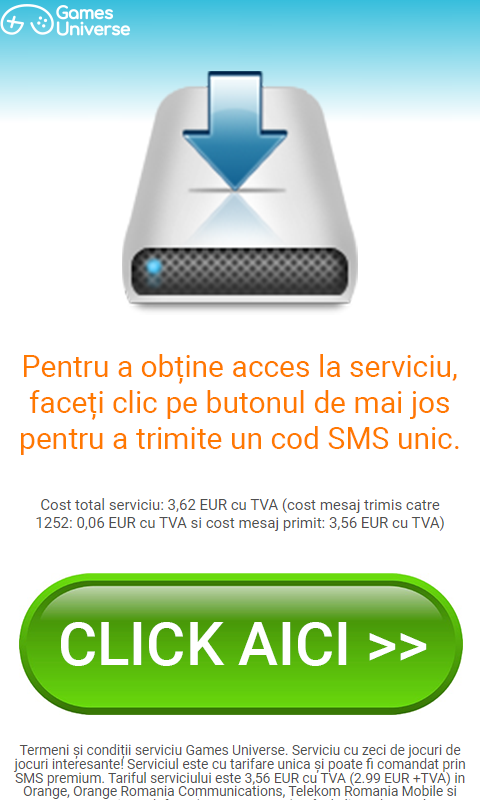 Games
Universe
Pentru a obține acces la serviciu,
faceți clic pe butonul de mai jos
pentru a trimite un cod SMS unic.
Cost total serviciu: 3,62 EUR cu TVA (cost mesaj trimis catre
1252: 0,06 EUR cu TVA si cost mesaj primit: 3,56 EUR cu TVA)
CLICK AICI >>
Termeni și condiții serviciu Games Universe. Serviciu cu zeci de jocuri de
jocuri interesante! Serviciul este cu tarifare unica și poate fi comandat prin
SMS premium. Tariful serviciului este 3,56 EUR cu TVA (2.99 EUR +TVA) in
Orange, Orange Romania Communications, Telekom Romania Mobile si